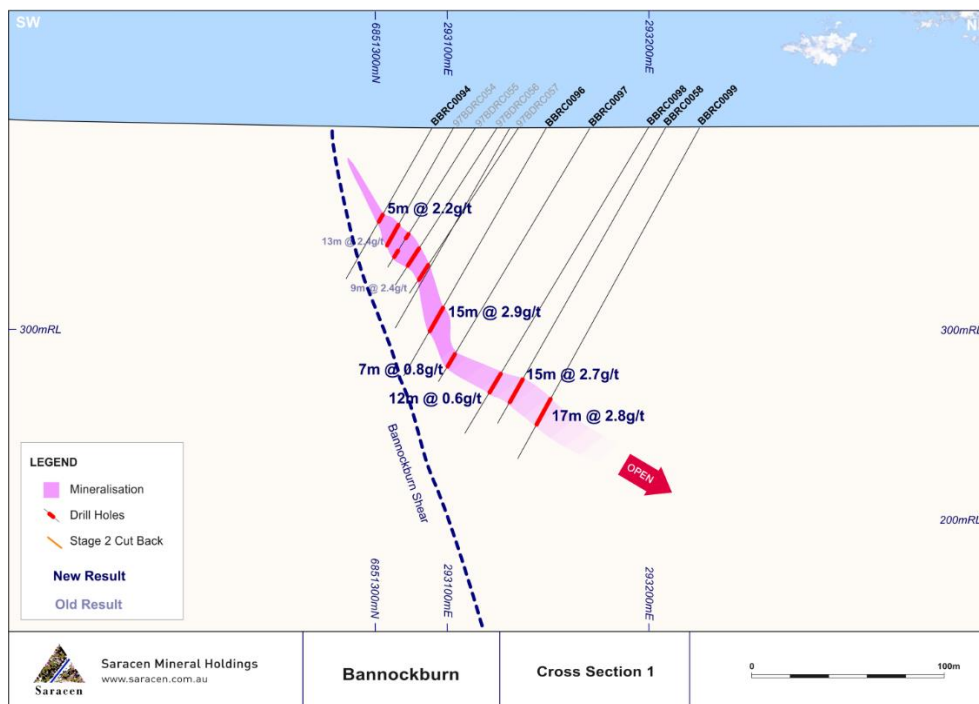 SW
N
6851300mN
293100mE
293200mE
BBRC0094
97BDRC054
97BDRC055
97BDRC056
97BDRC057
BBRC0096
BBRC0097
BBRC0098
BBRC0058
BBRC0099
5m @ 2.2g/t
13m @ 2.4g/t
9m @ 2.4g/t
15m @ 2.9g/t
300mRL
300mRL
7m @ 0.8g/t
15m @ 2.7g/t
12m @ 0.6g/t
17m @ 2.8g/t
Bannockburn Shear
OPEN
200mRL
LEGEND
Mineralisation
Drill Holes
Stage 2 Cut Back
New Result
Old Result
6851300mN
293100mE
293200mE
Saracen
Saracen Mineral Holdings
www.saracen.com.au
Bannockburn
Cross Section 1
0
100m